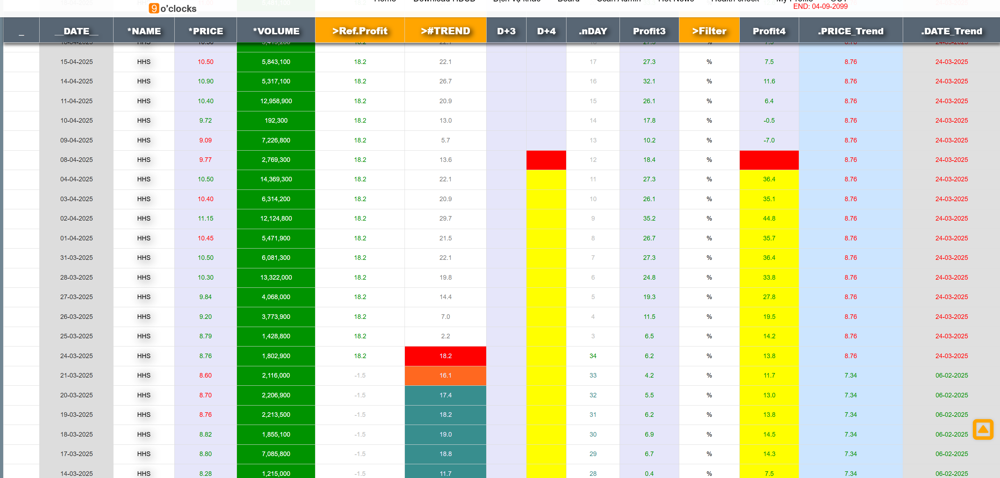 9 o'clocks
END: 04-09-2099
_ __DATE__ *NAME *PRICE *VOLUME >Ref.Profit >#TREND D+3 D+4 .nDAY Profit3 >Filter Profit4 .PRICE_Trend .DATE_Trend
15-04-2025 HHS 10.50 5,843,100 18.2 22.1 17 27.3 % 7.5 8.76 24-03-2025
14-04-2025 HHS 10.90 5,317,100 18.2 26.7 16 32.1 % 11.6 8.76 24-03-2025
11-04-2025 HHS 10.40 12,958,900 18.2 20.9 15 26.1 % 6.4 8.76 24-03-2025
10-04-2025 HHS 9.72 192,300 18.2 13.0 14 17.8 % -0.5 8.76 24-03-2025
09-04-2025 HHS 9.09 7,226,800 18.2 5.7 13 10.2 % -7.0 8.76 24-03-2025
08-04-2025 HHS 9.77 2,769,300 18.2 13.6 12 18.4 % 8.76 24-03-2025
04-04-2025 HHS 10.50 14,369,300 18.2 22.1 11 27.3 % 36.4 8.76 24-03-2025
03-04-2025 HHS 10.40 6,314,200 18.2 20.9 10 26.1 % 35.1 8.76 24-03-2025
02-04-2025 HHS 11.15 12,124,800 18.2 29.7 9 35.2 % 44.8 8.76 24-03-2025
01-04-2025 HHS 10.45 5,471,900 18.2 21.5 8 26.7 % 35.7 8.76 24-03-2025
31-03-2025 HHS 10.50 6,081,300 18.2 22.1 7 27.3 % 36.4 8.76 24-03-2025
28-03-2025 HHS 10.30 13,322,000 18.2 19.8 6 24.8 % 33.8 8.76 24-03-2025
27-03-2025 HHS 9.84 4,068,000 18.2 14.4 5 19.3 % 27.8 8.76 24-03-2025
26-03-2025 HHS 9.20 3,773,900 18.2 7.0 4 11.5 % 19.5 8.76 24-03-2025
25-03-2025 HHS 8.79 1,428,800 18.2 2.2 3 6.5 % 14.2 8.76 24-03-2025
24-03-2025 HHS 8.76 1,802,900 18.2 18.2 34 6.2 % 13.8 8.76 24-03-2025
21-03-2025 HHS 8.60 2,116,000 -1.5 16.1 33 4.2 % 11.7 7.34 06-02-2025
20-03-2025 HHS 8.70 2,206,900 -1.5 17.4 32 5.5 % 13.0 7.34 06-02-2025
19-03-2025 HHS 8.76 2,213,500 -1.5 18.2 31 6.2 % 13.8 7.34 06-02-2025
18-03-2025 HHS 8.82 1,855,100 -1.5 19.0 30 6.9 % 14.5 7.34 06-02-2025
17-03-2025 HHS 8.80 7,085,800 -1.5 18.8 29 6.7 % 14.3 7.34 06-02-2025
14-03-2025 HHS 8.28 1,215,000 -1.5 11.7 28 0.4 % 7.5 7.34 06-02-2025